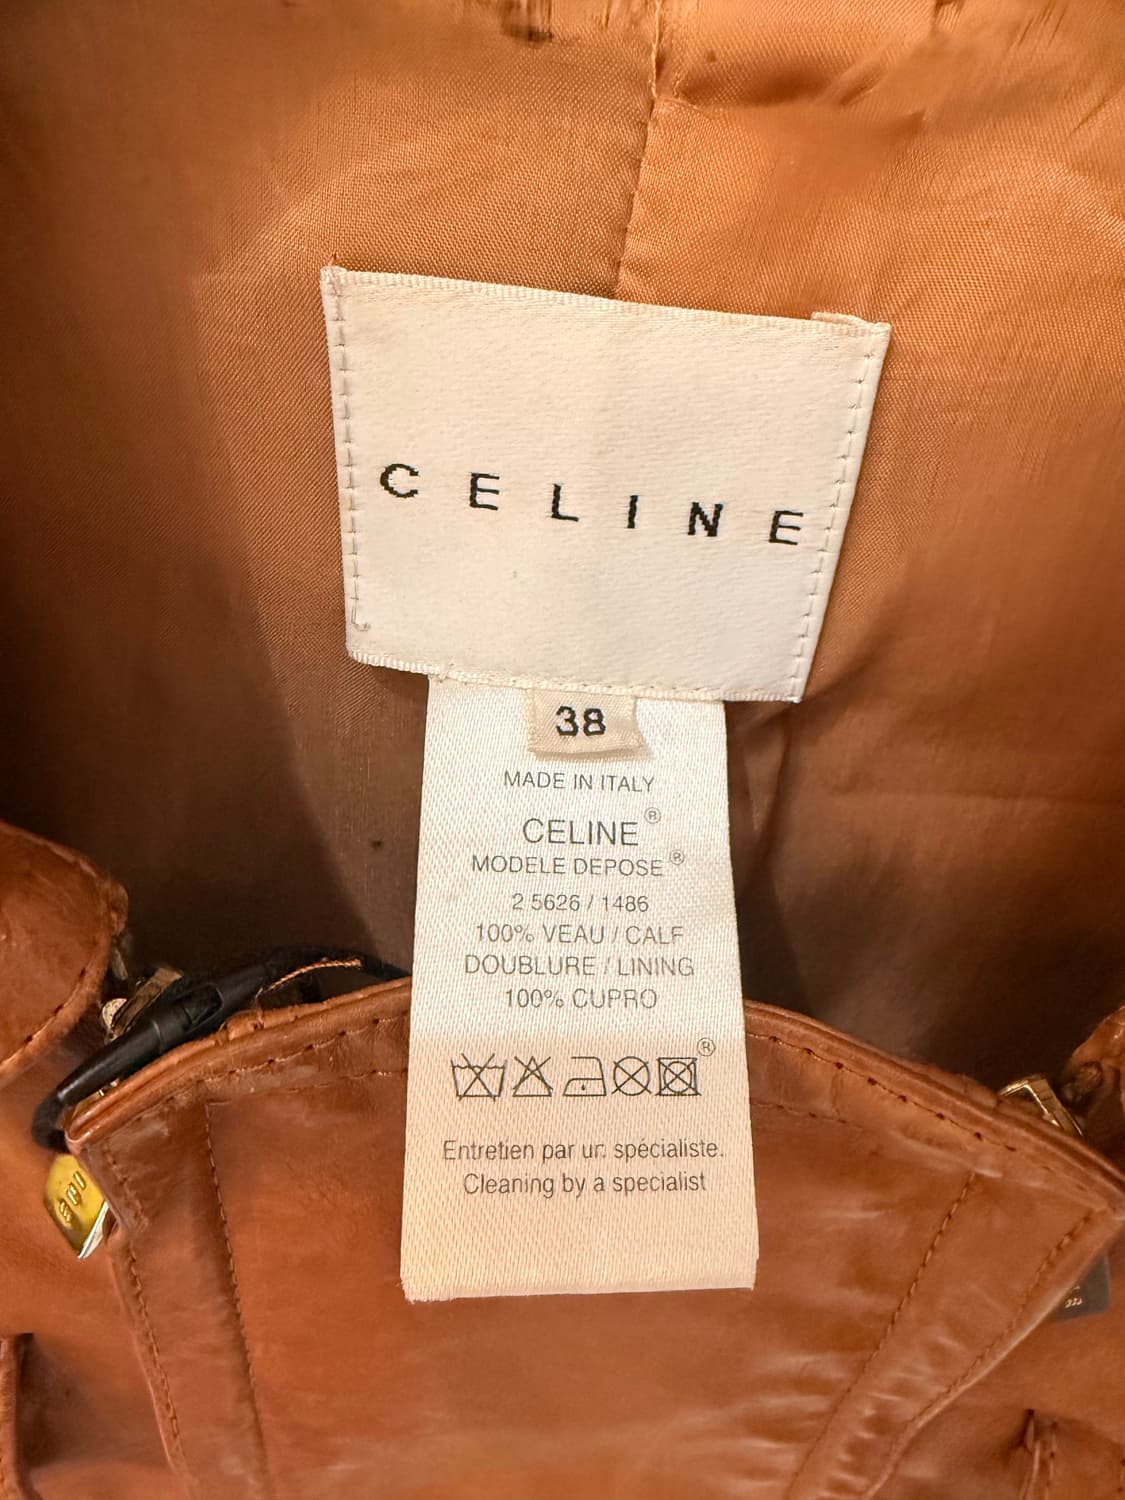 CELINE
38
MADE IN ITALY
CELINE®
MODELE DEPOSE®
2 5626 / 1486
100% VEAU / CALF
DOUBLURE / LINING
100% CUPRO
®
Entretien par un spécialiste.
Cleaning by a specialist